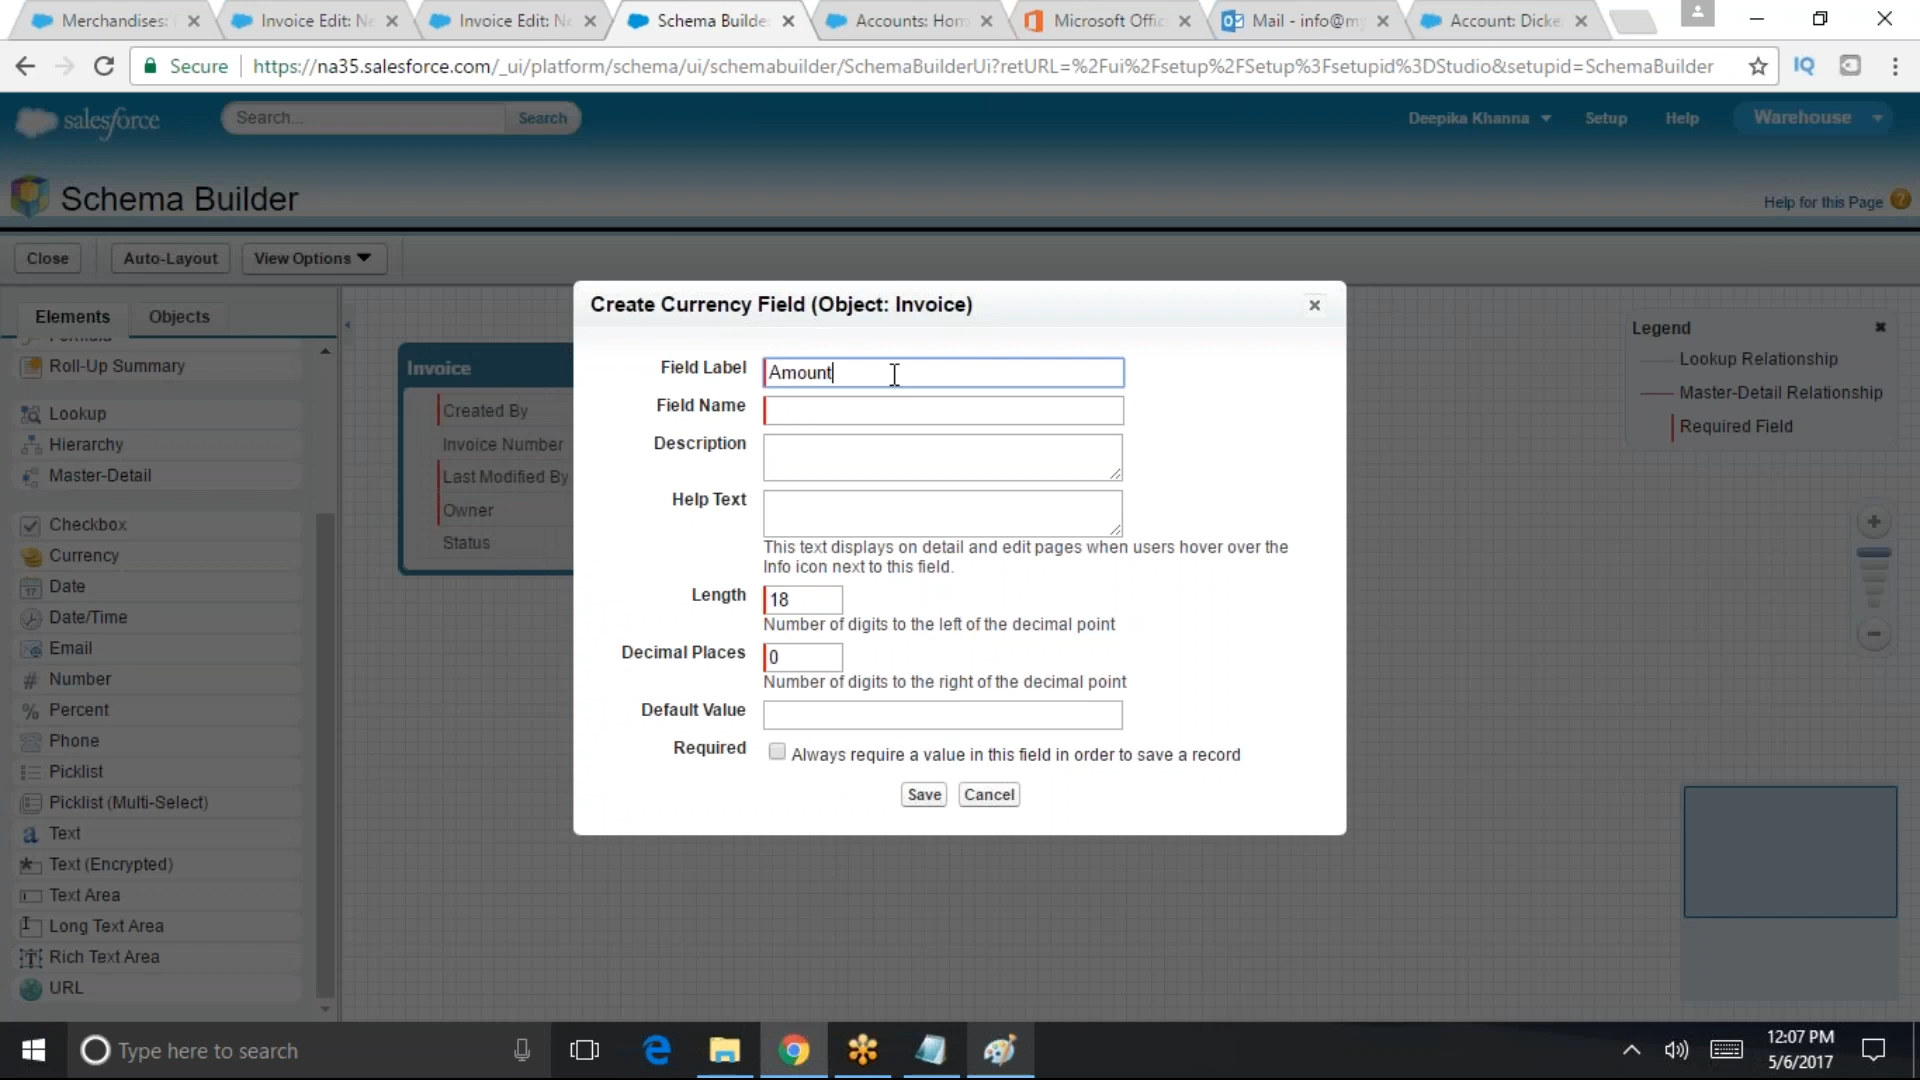 Merchandises:
Invoice Edit: Ne
Invoice Edit: Ne
Schema Builde
Accounts: Hom
Microsoft Offic
Mail - info@my
Account: Dicke
Secure
https://na35.salesforce.com/_ui/platform/schema/ui/schemabuilder/SchemaBuilderUi?retURL=%2Fui%2Fsetup%2FSetup%3Fsetupid%3DStudio&setupid=SchemaBuilder
IQ
salesforce
Search...
Search
Deepika Khanna
Setup
Help
Warehouse
Schema Builder
Help for this Page
Close
Auto-Layout
View Options
Elements
Objects
Roll-Up Summary
Lookup
Hierarchy
Master-Detail
Checkbox
Currency
Date
Date/Time
Email
Number
Percent
Phone
Picklist
Picklist (Multi-Select)
Text
Text (Encrypted)
Text Area
Long Text Area
Rich Text Area
URL
Invoice
Created By
Invoice Number
Last Modified By
Owner
Status
Create Currency Field (Object: Invoice)
Field Label
Amount
Field Name
Description
Help Text
This text displays on detail and edit pages when users hover over the
Info icon next to this field.
Length
18
Number of digits to the left of the decimal point
Decimal Places
0
Number of digits to the right of the decimal point
Default Value
Required
Always require a value in this field in order to save a record
Save
Cancel
Legend
Lookup Relationship
Master-Detail Relationship
Required Field
Type here to search
12:07 PM
5/6/2017